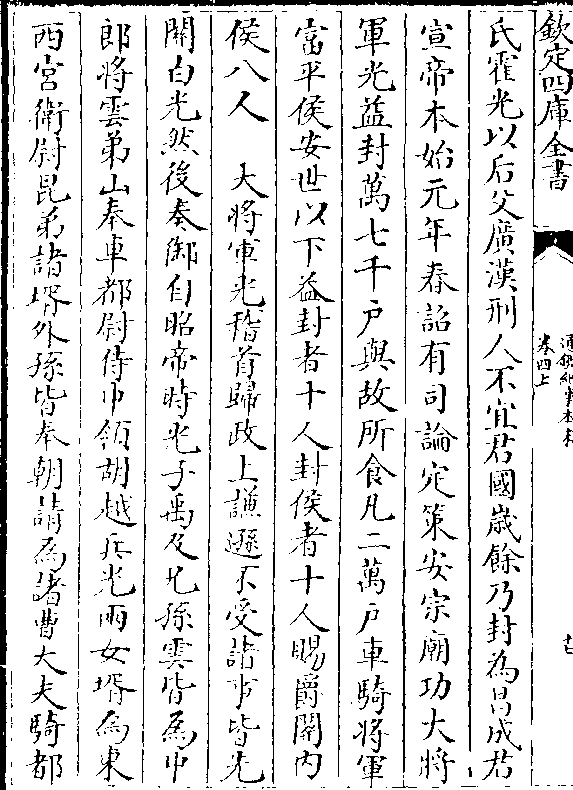 欽定四庫全書
通鑑紀事本末
卷四上
氏霍光以后父廣漢刑人不宜君國歲餘乃封為昌成君
宣帝本始元年春詔有司論定策安宗廟功大將
軍光益封萬七千戶與故所食凡二萬戶車騎將軍
富平侯安世以下益封者十人封侯者十人賜爵關内
侯八人　大將軍光稽首歸政上謙遜不受諸事皆先
關白光然後奏御自昭帝時光子禹及兄孫雲皆為中
郎將雲弟山奉車都尉侍中領胡越兵光兩女壻為東
西宮衛尉昆弟諸壻外孫皆奉朝請為諸曹大夫騎都